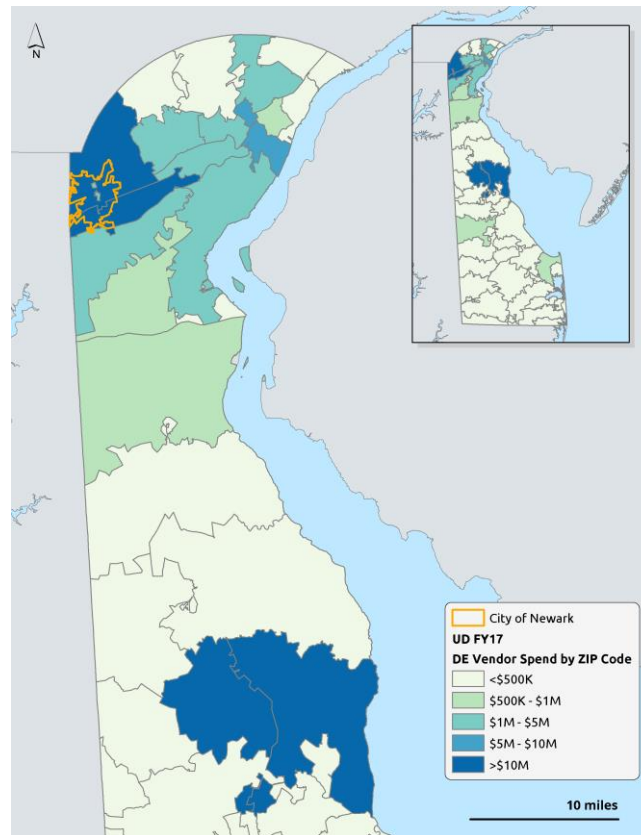 N
City of Newark
UD FY17
DE Vendor Spend by ZIP Code
<$500K
$500K - $1M
$1M - $5M
$5M - $10M
>$10M
10 miles